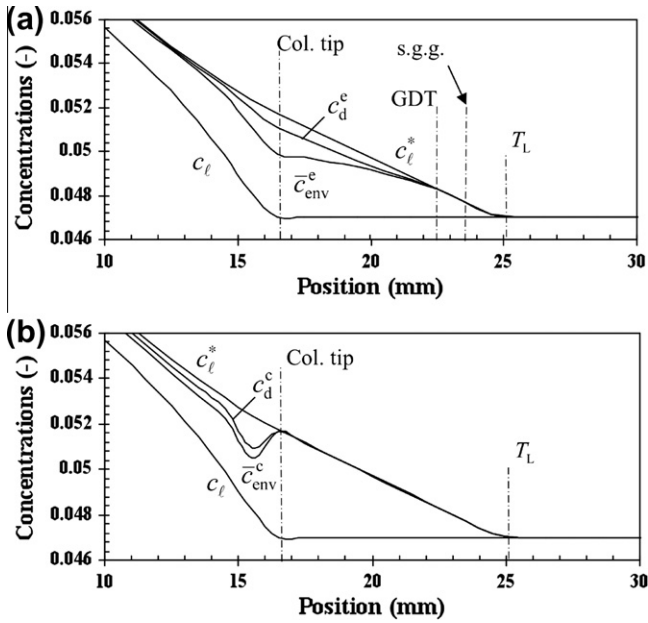 (a)
0.056
0.054
0.052
0.05
0.048
0.046
Concentrations (-)
Col. tip
s.g.g.
GDT
T_L
c_d^e
c_ℓ^*
c̅_env^e
c_ℓ
10 15 20 25 30
Position (mm)
(b)
0.056
0.054
0.052
0.05
0.048
0.046
Concentrations (-)
c_ℓ^*
Col. tip
c_d^c
T_L
c̅_env^c
c_ℓ
10 15 20 25 30
Position (mm)